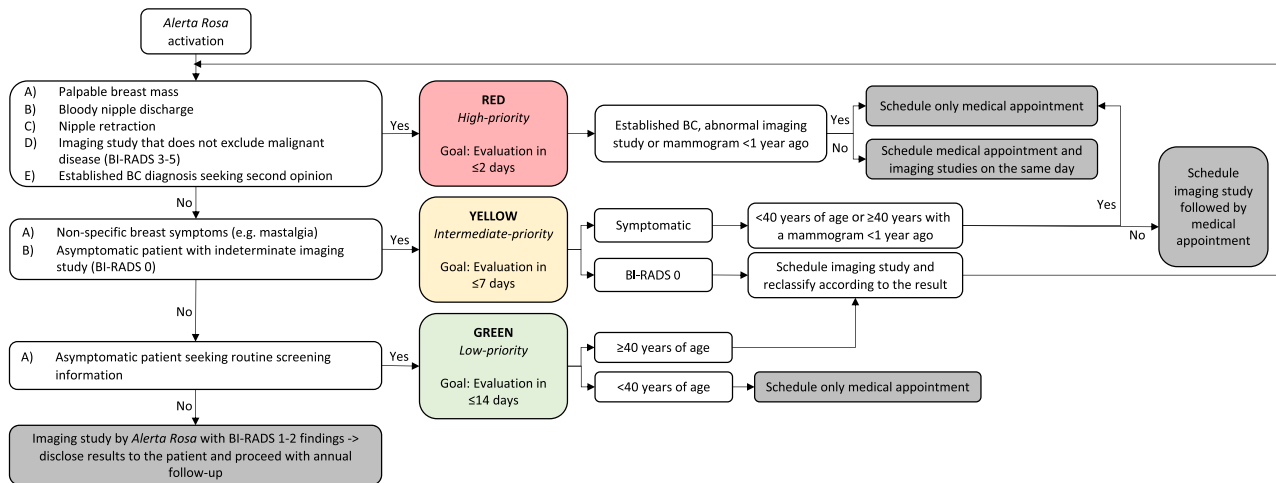 Alerta Rosa
activation
A) Palpable breast mass
B) Bloody nipple discharge
C) Nipple retraction
D) Imaging study that does not exclude malignant
disease (BI-RADS 3-5)
E) Established BC diagnosis seeking second opinion
Yes
RED
High-priority
Goal: Evaluation in
≤2 days
Established BC, abnormal imaging
study or mammogram <1 year ago
Yes
No
Schedule only medical appointment
Schedule medical appointment and
imaging studies on the same day
No
A) Non-specific breast symptoms (e.g. mastalgia)
B) Asymptomatic patient with indeterminate imaging
study (BI-RADS 0)
Yes
YELLOW
Intermediate-priority
Goal: Evaluation in
≤7 days
Symptomatic
<40 years of age or ≥40 years with
a mammogram <1 year ago
Yes
No
Schedule
imaging study
followed by
medical
appointment
BI-RADS 0
Schedule imaging study and
reclassify according to the result
No
A) Asymptomatic patient seeking routine screening
information
Yes
GREEN
Low-priority
Goal: Evaluation in
≤14 days
≥40 years of age
<40 years of age
Schedule only medical appointment
No
Imaging study by Alerta Rosa with BI-RADS 1-2 findings ->
disclose results to the patient and proceed with annual
follow-up